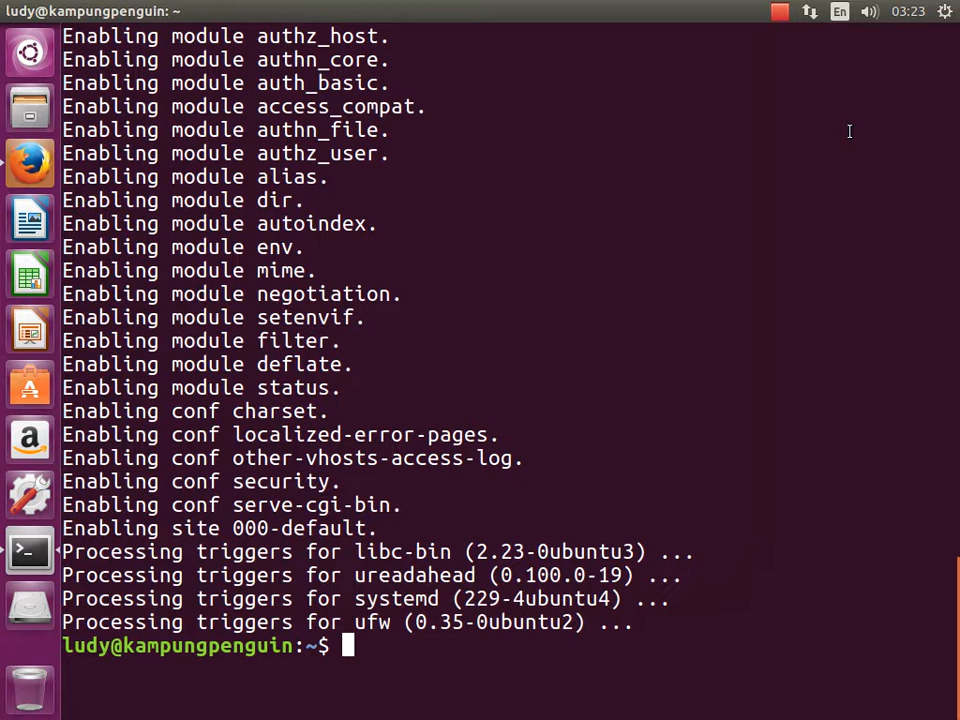 ludy@kampungpenguin: ~
En
03:23
Enabling module authz_host.
Enabling module authn_core.
Enabling module auth_basic.
Enabling module access_compat.
Enabling module authn_file.
Enabling module authz_user.
Enabling module alias.
Enabling module dir.
Enabling module autoindex.
Enabling module env.
Enabling module mime.
Enabling module negotiation.
Enabling module setenvif.
Enabling module filter.
Enabling module deflate.
Enabling module status.
Enabling conf charset.
Enabling conf localized-error-pages.
Enabling conf other-vhosts-access-log.
Enabling conf security.
Enabling conf serve-cgi-bin.
Enabling site 000-default.
Processing triggers for libc-bin (2.23-0ubuntu3) ...
Processing triggers for ureadahead (0.100.0-19) ...
Processing triggers for systemd (229-4ubuntu4) ...
Processing triggers for ufw (0.35-0ubuntu2) ...
ludy@kampungpenguin:~$